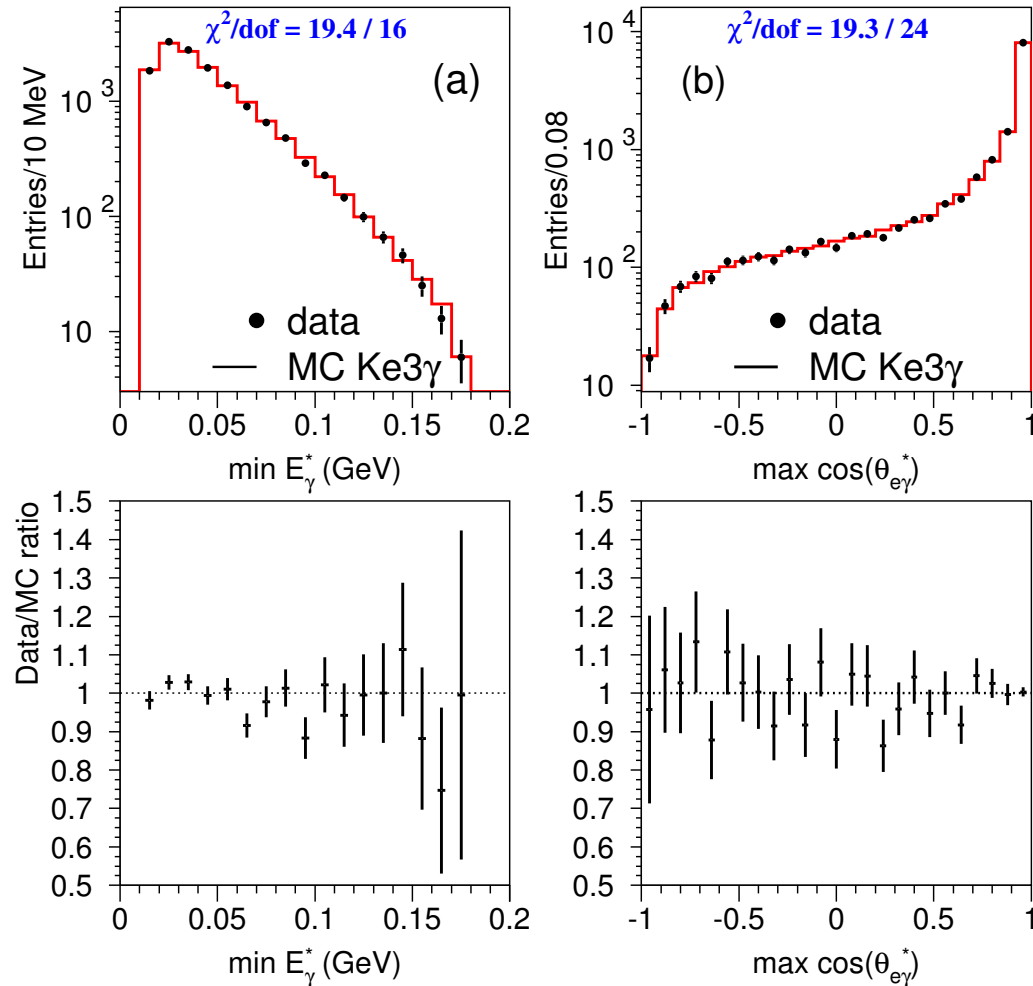 χ²/dof = 19.4 / 16
(a)
Entries/10 MeV
10³
10²
10
data
MC Ke3γ
0 0.05 0.1 0.15 0.2
min E*γ (GeV)
χ²/dof = 19.3 / 24
(b)
Entries/0.08
10⁴
10³
10²
10
data
MC Ke3γ
-1 -0.5 0 0.5 1
max cos(θ*eγ)
Data/MC ratio
1.5
1.4
1.3
1.2
1.1
1
0.9
0.8
0.7
0.6
0.5
0 0.05 0.1 0.15 0.2
min E*γ (GeV)
1.5
1.4
1.3
1.2
1.1
1
0.9
0.8
0.7
0.6
0.5
-1 -0.5 0 0.5 1
max cos(θ*eγ)